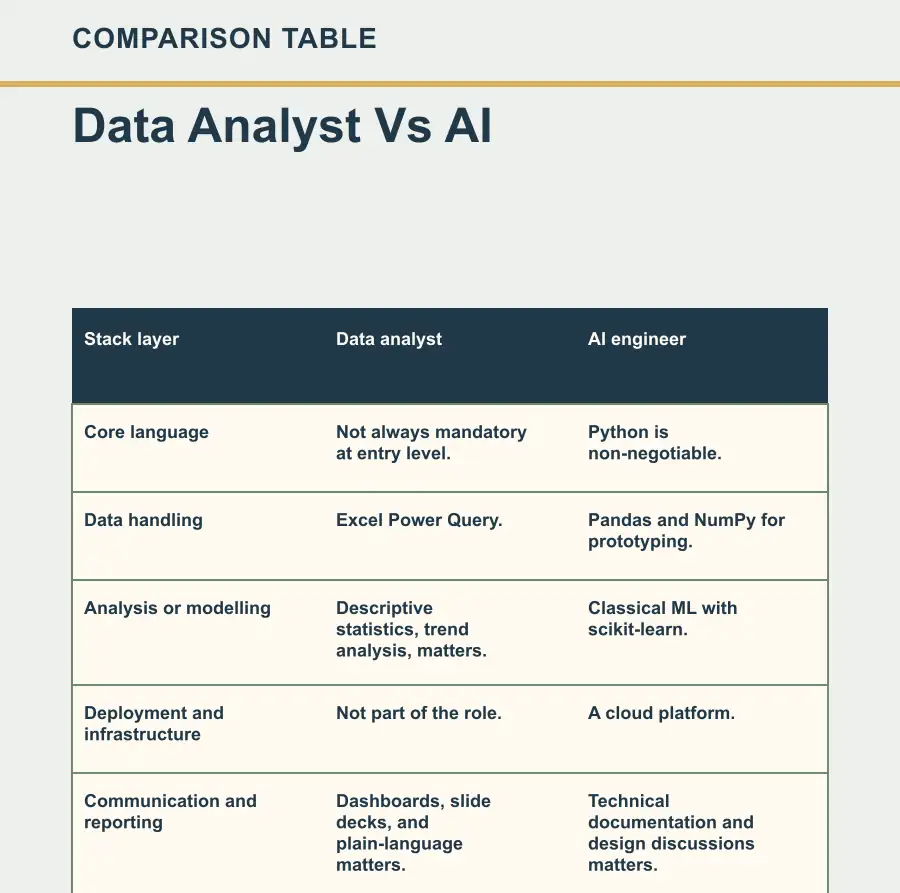 COMPARISON TABLE
Data Analyst Vs AI
Stack layer
Data analyst
AI engineer
Core language
Not always mandatory
at entry level.
Python is
non-negotiable.
Data handling
Excel Power Query.
Pandas and NumPy for
prototyping.
Analysis or modelling
Descriptive
statistics, trend
analysis, matters.
Classical ML with
scikit-learn.
Deployment and
infrastructure
Not part of the role.
A cloud platform.
Communication and
reporting
Dashboards, slide
decks, and
plain-language
matters.
Technical
documentation and
design discussions
matters.